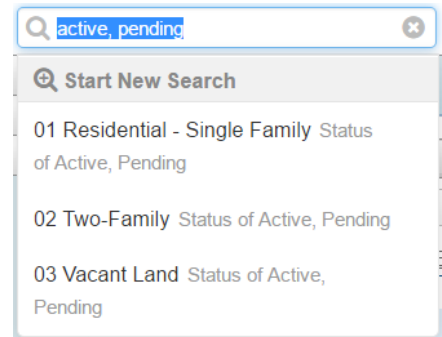 active, pending
Start New Search
01 Residential - Single Family Status
of Active, Pending
02 Two-Family Status of Active, Pending
03 Vacant Land Status of Active,
Pending